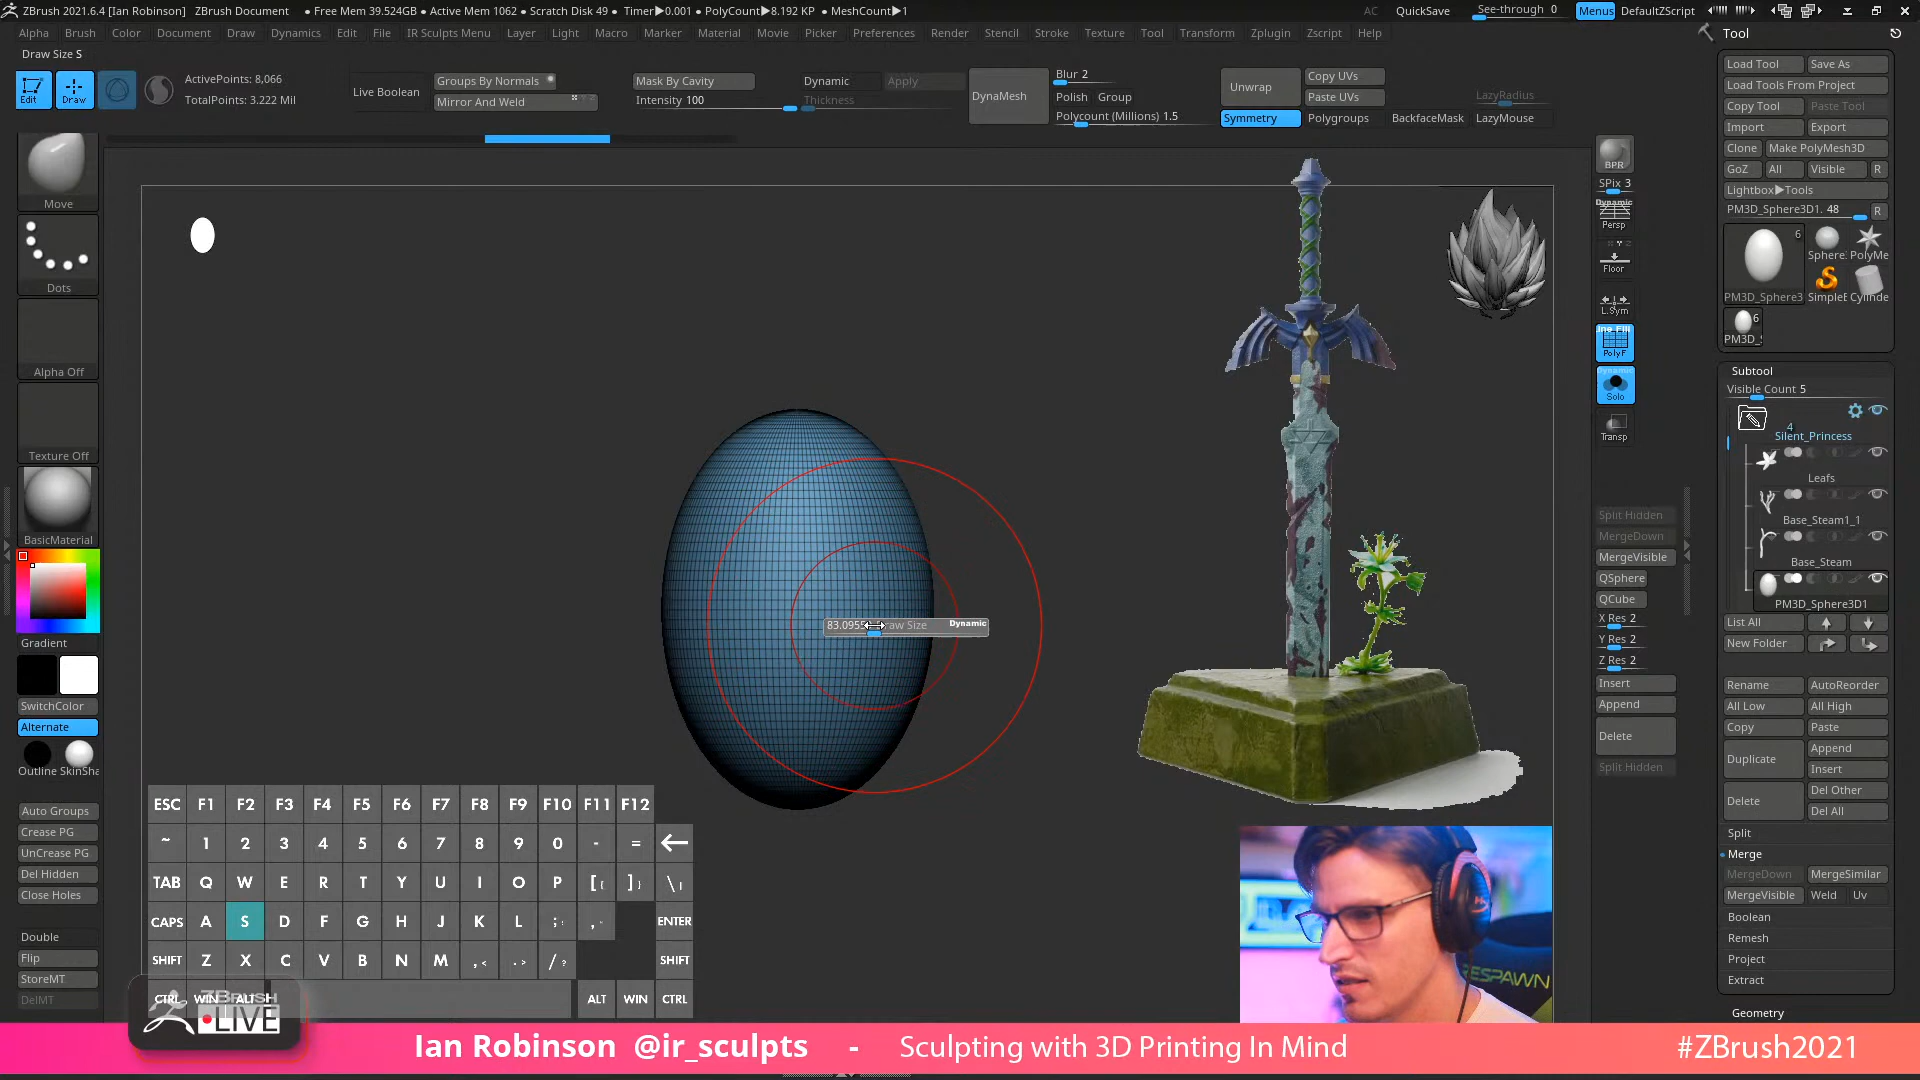 ZBrush 2021.6.4 [Ian Robinson] ZBrush Document • Free Mem 39.524GB • Active Mem 1062 • Scratch Disk 49 • Timer▶0.001 • PolyCount▶8.192 KP • MeshCount▶1 AC QuickSave See-through 0 Menus DefaultZScript
Alpha Brush Color Document Draw Dynamics Edit File IR Sculpts Menu Layer Light Macro Marker Material Movie Picker Preferences Render Stencil Stroke Texture Tool Transform Zplugin Zscript Help
Draw Size S
Edit Draw
ActivePoints: 8,066
TotalPoints: 3.222 Mil
Live Boolean
Groups By Normals
Mirror And Weld
Mask By Cavity
Intensity 100
Dynamic Apply
Thickness
DynaMesh
Blur 2
Polish Group
Polycount (Millions) 1.5
Unwrap
Copy UVs
Paste UVs
Symmetry Polygroups BackfaceMask LazyMouse
LazyRadius
Move
Dots
Alpha Off
Texture Off
BasicMaterial
Gradient
SwitchColor
Alternate
Outline SkinSha
Auto Groups
Crease PG
UnCrease PG
Del Hidden
Close Holes
Double
Flip
StoreMT
DelMT
Dynamic
ESC F1 F2 F3 F4 F5 F6 F7 F8 F9 F10 F11 F12
~ 1 2 3 4 5 6 7 8 9 0 - =
TAB Q W E R T Y U I O P [{ ]} \|
CAPS A S D F G H J K L ;: ENTER
SHIFT Z X C V B N M ,< .> /? SHIFT
CTRL WIN ALT ALT WIN CTRL
ZBRUSH
LIVE
BPR
SPix 3
Dynamic
Persp
Floor
L.Sym
PolyF
Dynamic
Solo
Transp
Split Hidden
MergeDown
MergeVisible
QSphere
QCube
X Res 2
Y Res 2
Z Res 2
Insert
Append
Delete
Split Hidden
Tool
Load Tool Save As
Load Tools From Project
Copy Tool Paste Tool
Import Export
Clone Make PolyMesh3D
GoZ All Visible R
Lightbox▶Tools
PM3D_Sphere3D1. 48 R
6
Sphere. PolyMe
PM3D_Sphere3 SimpleB Cylinde
6
PM3D_
Subtool
Visible Count 5
4
Silent_Princess
Leafs
Base_Steam1_1
Base_Steam
PM3D_Sphere3D1
List All
New Folder
Rename AutoReorder
All Low All High
Copy Paste
Duplicate Append
Insert
Delete Del Other
Del All
Split
Merge
MergeDown MergeSimilar
MergeVisible Weld Uv
Boolean
Remesh
Project
Extract
Geometry
RESPAWN
Ian Robinson @ir_sculpts - Sculpting with 3D Printing In Mind #ZBrush2021